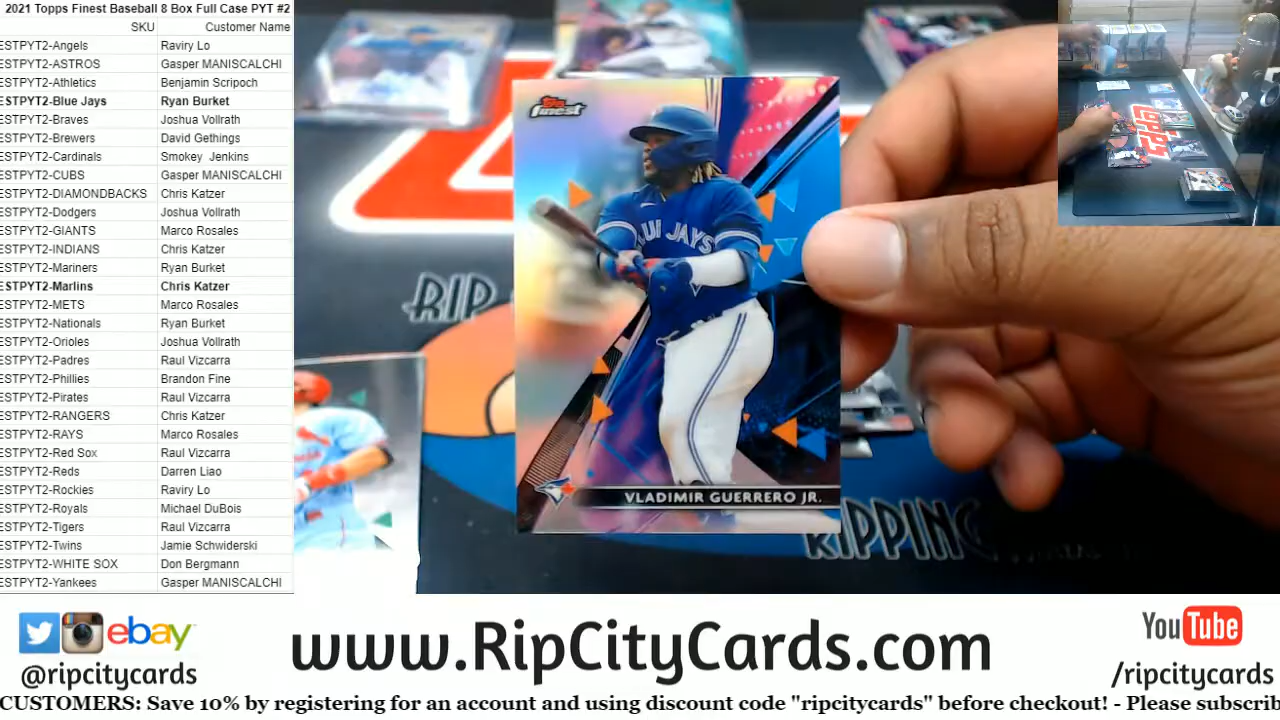 2021 Topps Finest Baseball 8 Box Full Case PYT #2
SKU Customer Name
ESTPYT2-Angels Raviry Lo
ESTPYT2-ASTROS Gasper MANISCALCHI
ESTPYT2-Athletics Benjamin Scripoch
ESTPYT2-Blue Jays Ryan Burket
ESTPYT2-Braves Joshua Vollrath
ESTPYT2-Brewers David Gethings
ESTPYT2-Cardinals Smokey Jenkins
ESTPYT2-CUBS Gasper MANISCALCHI
ESTPYT2-DIAMONDBACKS Chris Katzer
ESTPYT2-Dodgers Joshua Vollrath
ESTPYT2-GIANTS Marco Rosales
ESTPYT2-INDIANS Chris Katzer
ESTPYT2-Mariners Ryan Burket
ESTPYT2-Marlins Chris Katzer
ESTPYT2-METS Marco Rosales
ESTPYT2-Nationals Ryan Burket
ESTPYT2-Orioles Joshua Vollrath
ESTPYT2-Padres Raul Vizcarra
ESTPYT2-Phillies Brandon Fine
ESTPYT2-Pirates Raul Vizcarra
ESTPYT2-RANGERS Chris Katzer
ESTPYT2-RAYS Marco Rosales
ESTPYT2-Red Sox Raul Vizcarra
ESTPYT2-Reds Darren Liao
ESTPYT2-Rockies Raviry Lo
ESTPYT2-Royals Michael DuBois
ESTPYT2-Tigers Raul Vizcarra
ESTPYT2-Twins Jamie Schwiderski
ESTPYT2-WHITE SOX Don Bergmann
ESTPYT2-Yankees Gasper MANISCALCHI
Topps
finest
BLUE JAYS
VLADIMIR GUERRERO JR.
RIP
RIPPING
TOPPS
ebay
@ripcitycards
www.RipCityCards.com
YouTube
/ripcitycards
CUSTOMERS: Save 10% by registering for an account and using discount code "ripcitycards" before checkout! - Please subscrib